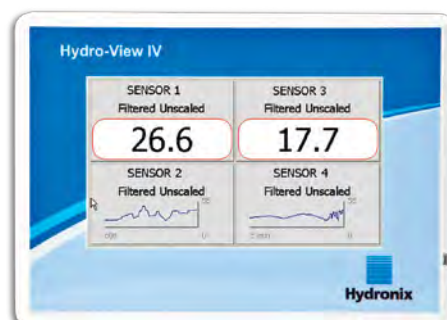 Hydro-View IV
SENSOR 1
Filtered Unscaled
26.6
SENSOR 3
Filtered Unscaled
17.7
SENSOR 2
Filtered Unscaled
SENSOR 4
Filtered Unscaled
Hydronix